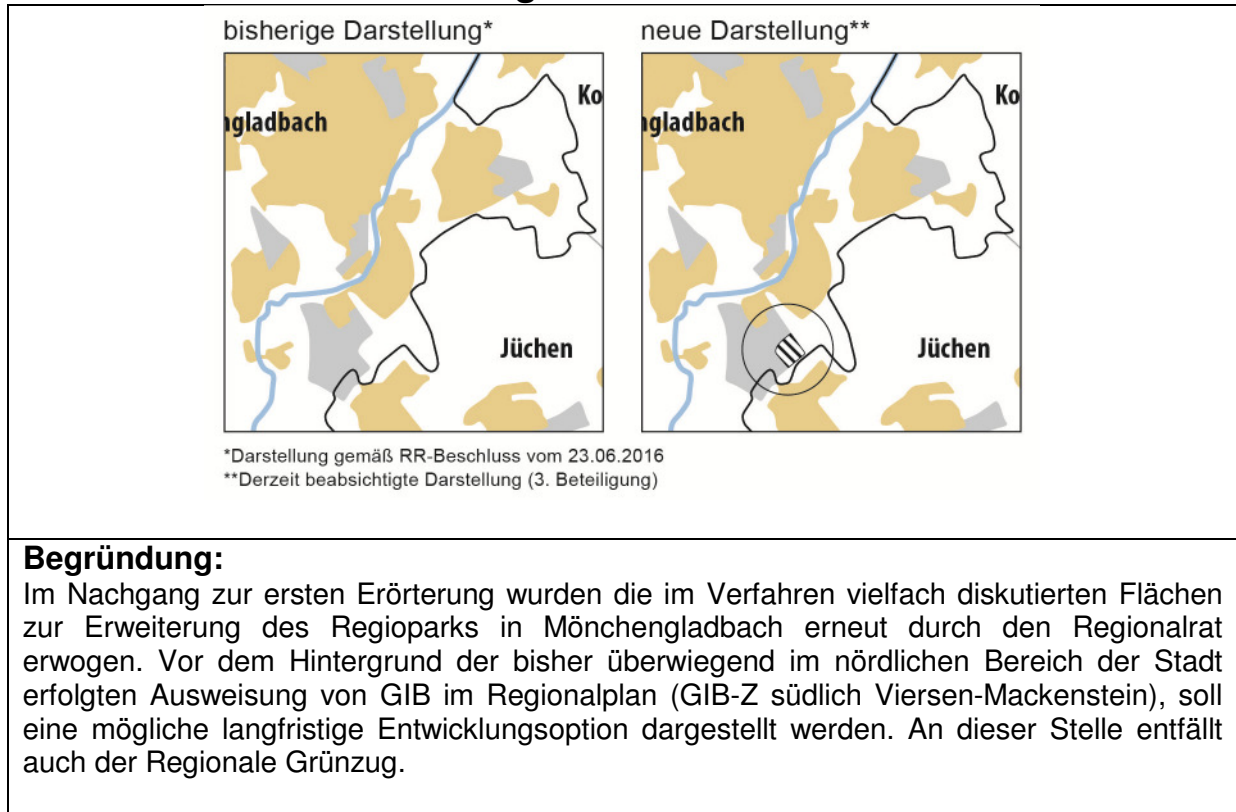 bisherige Darstellung*
neue Darstellung**
Ko
ngladbach
Jüchen
Ko
ngladbach
Jüchen
*Darstellung gemäß RR-Beschluss vom 23.06.2016
**Derzeit beabsichtigte Darstellung (3. Beteiligung)
Begründung:
Im Nachgang zur ersten Erörterung wurden die im Verfahren vielfach diskutierten Flächen
zur Erweiterung des Regioparks in Mönchengladbach erneut durch den Regionalrat
erwogen. Vor dem Hintergrund der bisher überwiegend im nördlichen Bereich der Stadt
erfolgten Ausweisung von GIB im Regionalplan (GIB-Z südlich Viersen-Mackenstein), soll
eine mögliche langfristige Entwicklungsoption dargestellt werden. An dieser Stelle entfällt
auch der Regionale Grünzug.